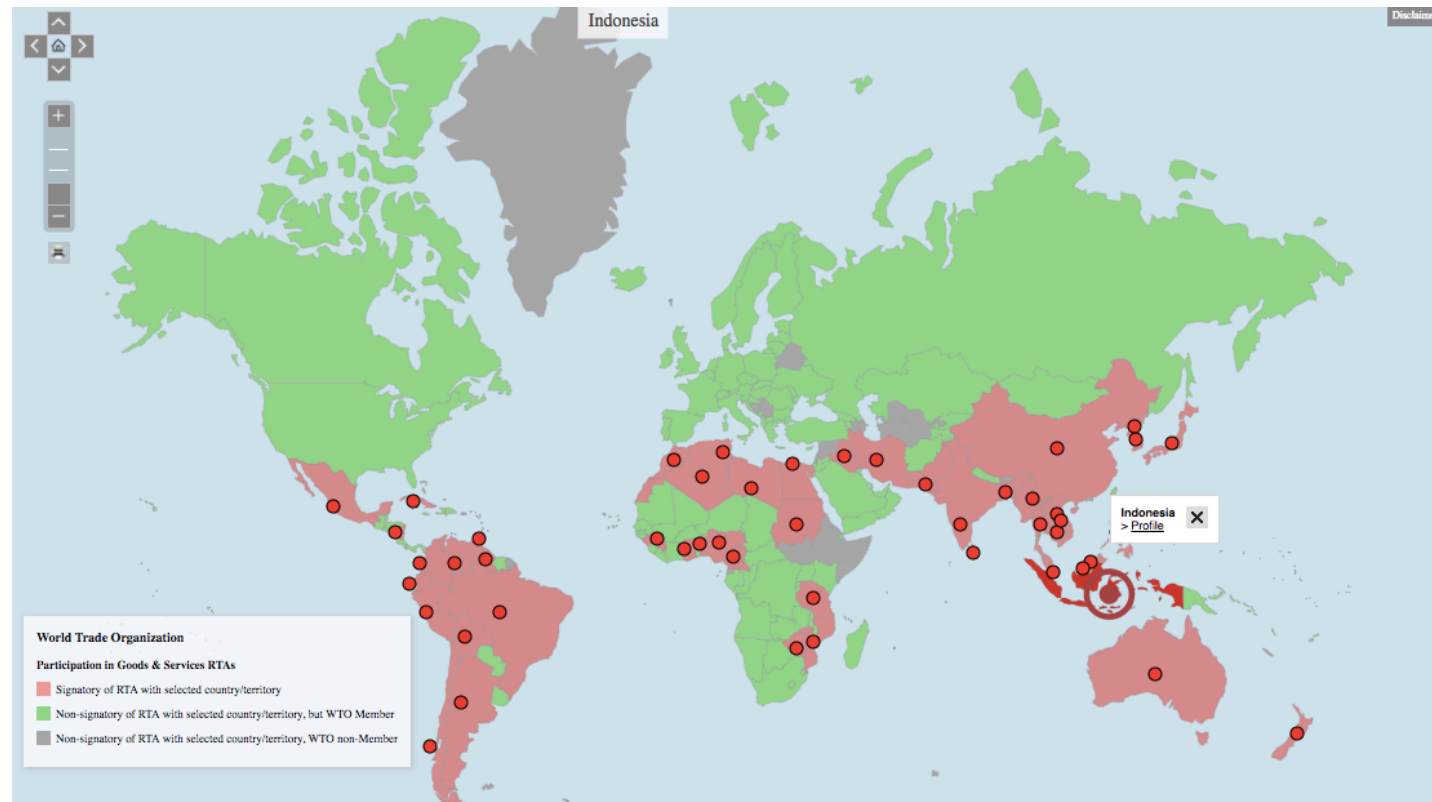 Indonesia
Indonesia
> Profile
World Trade Organization
Participation in Goods & Services RTAs
Signatory of RTA with selected country/territory
Non-signatory of RTA with selected country/territory, but WTO Member
Non-signatory of RTA with selected country/territory, WTO non-Member